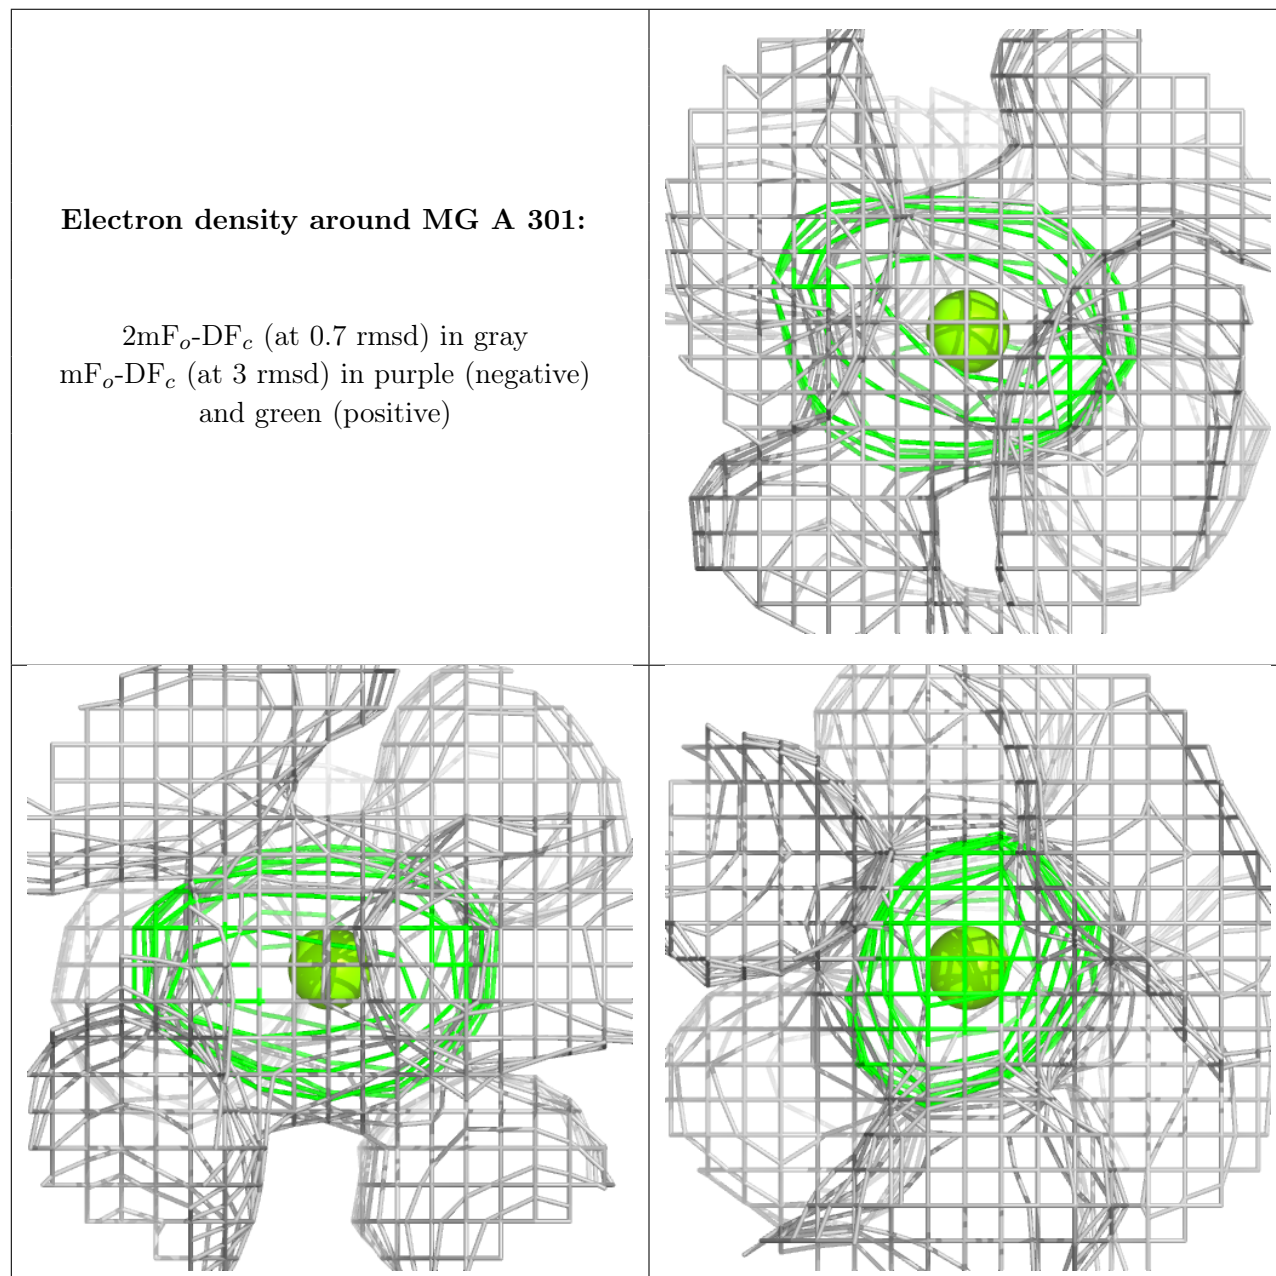 Electron density around MG A 301:
2mFo-DFc (at 0.7 rmsd) in gray
mFo-DFc (at 3 rmsd) in purple (negative)
and green (positive)